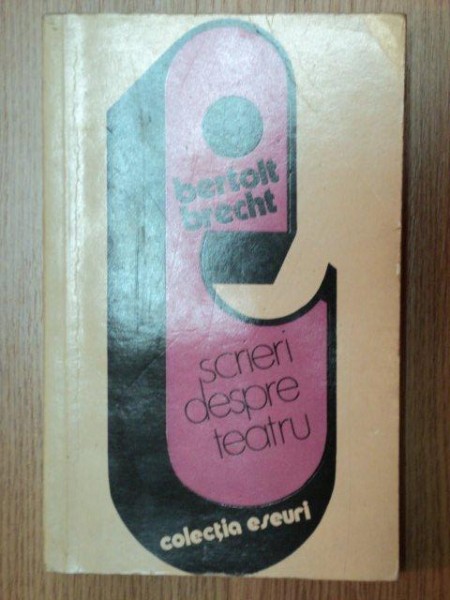 bertolt
brecht
scrieri
despre
teatru
colecția eseuri